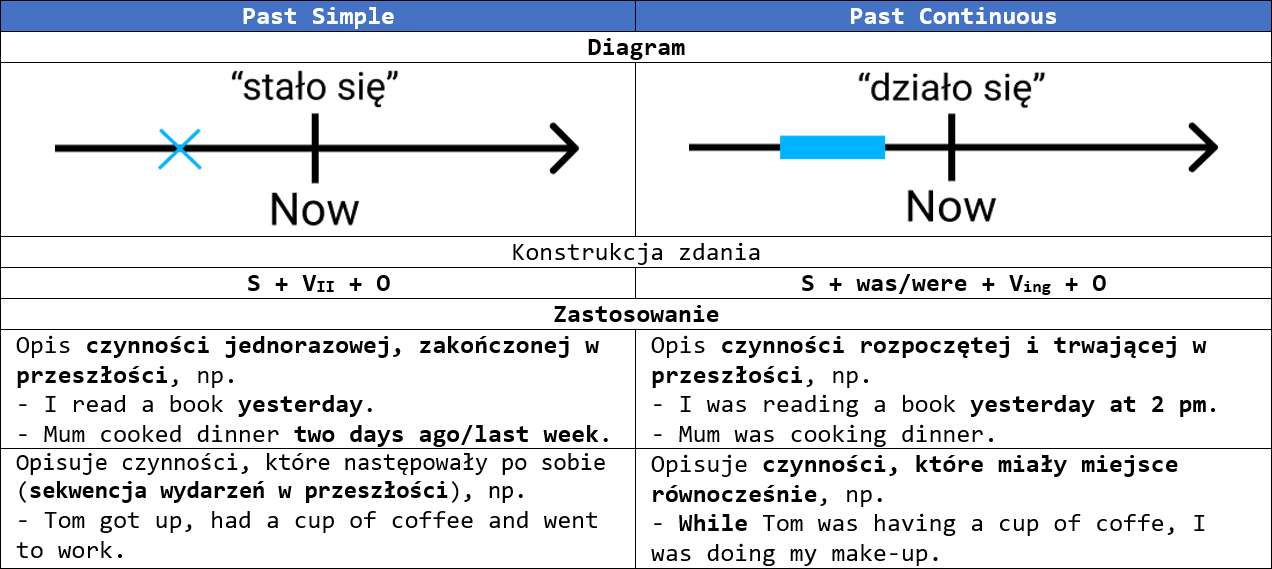 Past Simple
Past Continuous
Diagram
“stało się”
Now
“działo się”
Now
Konstrukcja zdania
S + VII + O
S + was/were + Ving + O
Zastosowanie
Opis czynności jednorazowej, zakończonej w
przeszłości, np.
- I read a book yesterday.
- Mum cooked dinner two days ago/last week.
Opis czynności rozpoczętej i trwającej w
przeszłości, np.
- I was reading a book yesterday at 2 pm.
- Mum was cooking dinner.
Opisuje czynności, które następowały po sobie
(sekwencja wydarzeń w przeszłości), np.
- Tom got up, had a cup of coffee and went
to work.
Opisuje czynności, które miały miejsce
równocześnie, np.
- While Tom was having a cup of coffe, I
was doing my make-up.